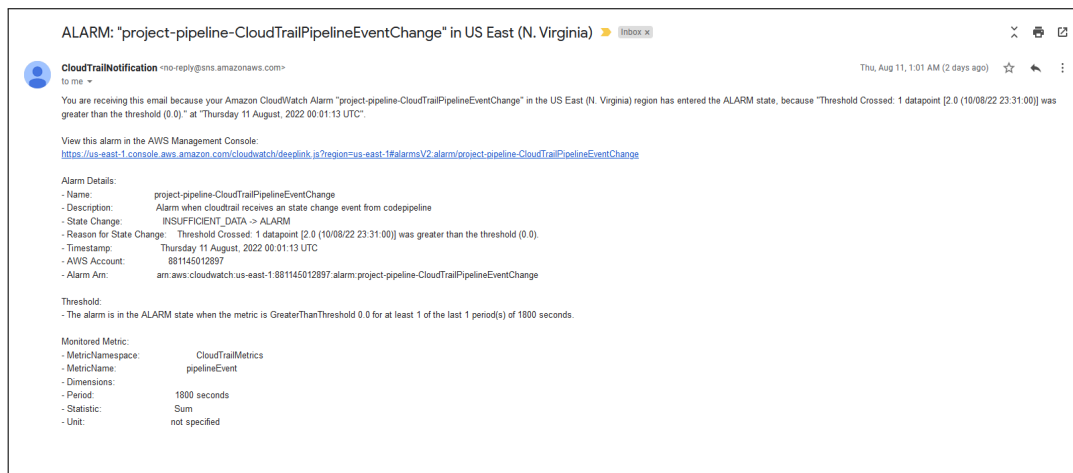 ALARM: "project-pipeline-CloudTrailPipelineEventChange" in US East (N. Virginia) Inbox x
CloudTrailNotification <no-reply@sns.amazonaws.com> Thu, Aug 11, 1:01 AM (2 days ago)
to me
You are receiving this email because your Amazon CloudWatch Alarm "project-pipeline-CloudTrailPipelineEventChange" in the US East (N. Virginia) region has entered the ALARM state, because "Threshold Crossed: 1 datapoint [2.0 (10/08/22 23:31:00)] was
greater than the threshold (0.0)." at "Thursday 11 August, 2022 00:01:13 UTC".
View this alarm in the AWS Management Console:
https://us-east-1.console.aws.amazon.com/cloudwatch/deeplink.js?region=us-east-1#alarmsV2:alarm/project-pipeline-CloudTrailPipelineEventChange
Alarm Details:
- Name: project-pipeline-CloudTrailPipelineEventChange
- Description: Alarm when cloudtrail receives an state change event from codepipeline
- State Change: INSUFFICIENT_DATA -> ALARM
- Reason for State Change: Threshold Crossed: 1 datapoint [2.0 (10/08/22 23:31:00)] was greater than the threshold (0.0).
- Timestamp: Thursday 11 August, 2022 00:01:13 UTC
- AWS Account: 881145012897
- Alarm Arn: arn:aws:cloudwatch:us-east-1:881145012897:alarm:project-pipeline-CloudTrailPipelineEventChange
Threshold:
- The alarm is in the ALARM state when the metric is GreaterThanThreshold 0.0 for at least 1 of the last 1 period(s) of 1800 seconds.
Monitored Metric:
- MetricNamespace: CloudTrailMetrics
- MetricName: pipelineEvent
- Dimensions:
- Period: 1800 seconds
- Statistic: Sum
- Unit: not specified